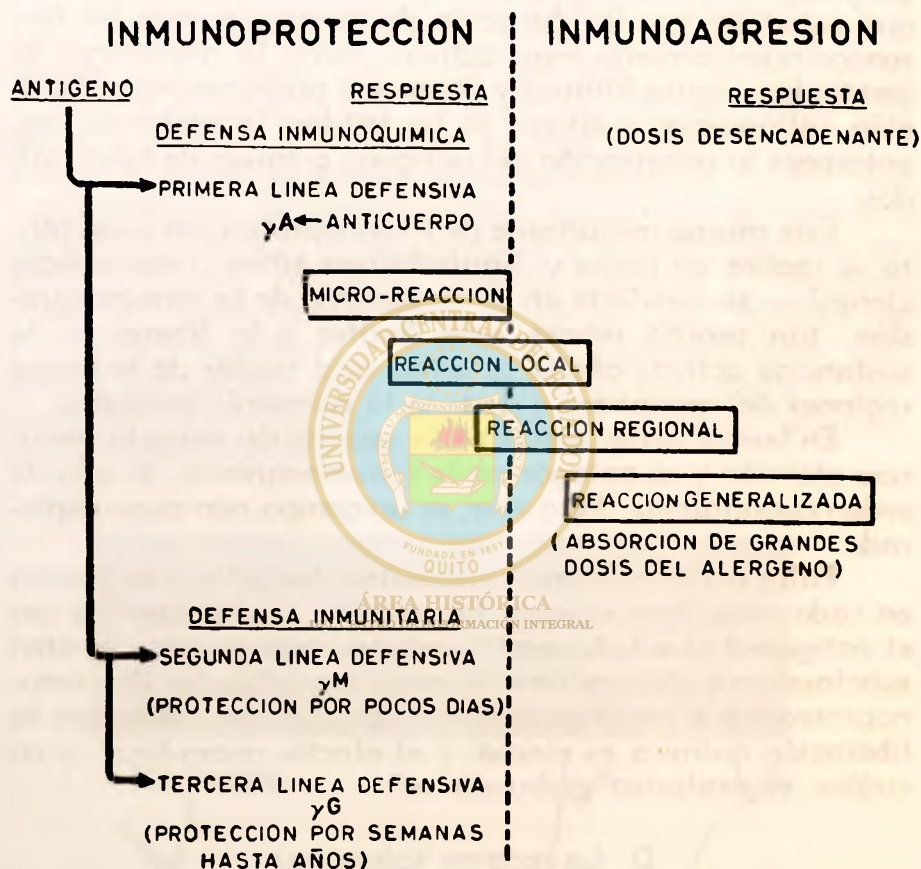 INMUNOPROTECCION
INMUNOAGRESION
ANTIGENO
RESPUESTA
RESPUESTA
DEFENSA INMUNOQUIMICA
(DOSIS DESENCADENANTE)
PRIMERA LINEA DEFENSIVA
γA←ANTICUERPO
MICRO-REACCION
REACCION LOCAL
REACCION REGIONAL
REACCION GENERALIZADA
(ABSORCION DE GRANDES
DOSIS DEL ALERGENO)
UNIVERSIDAD CENTRAL DEL ECUADOR
FUNDADA EN 1651
QUITO
ÁREA HISTÓRICA
DEFENSA INMUNITARIA
INFORMACIÓN INTEGRAL
SEGUNDA LINEA DEFENSIVA
γM
(PROTECCION POR POCOS DIAS)
TERCERA LINEA DEFENSIVA
γG
(PROTECCION POR SEMANAS
HASTA AÑOS)